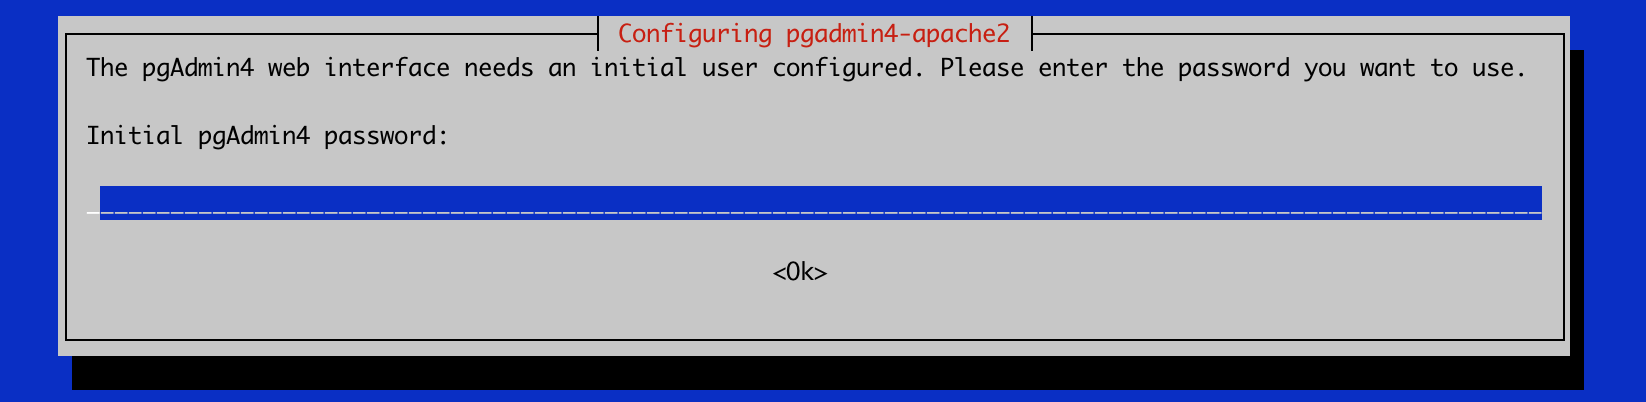 Configuring pgadmin4-apache2
The pgAdmin4 web interface needs an initial user configured. Please enter the password you want to use.
Initial pgAdmin4 password:
<Ok>